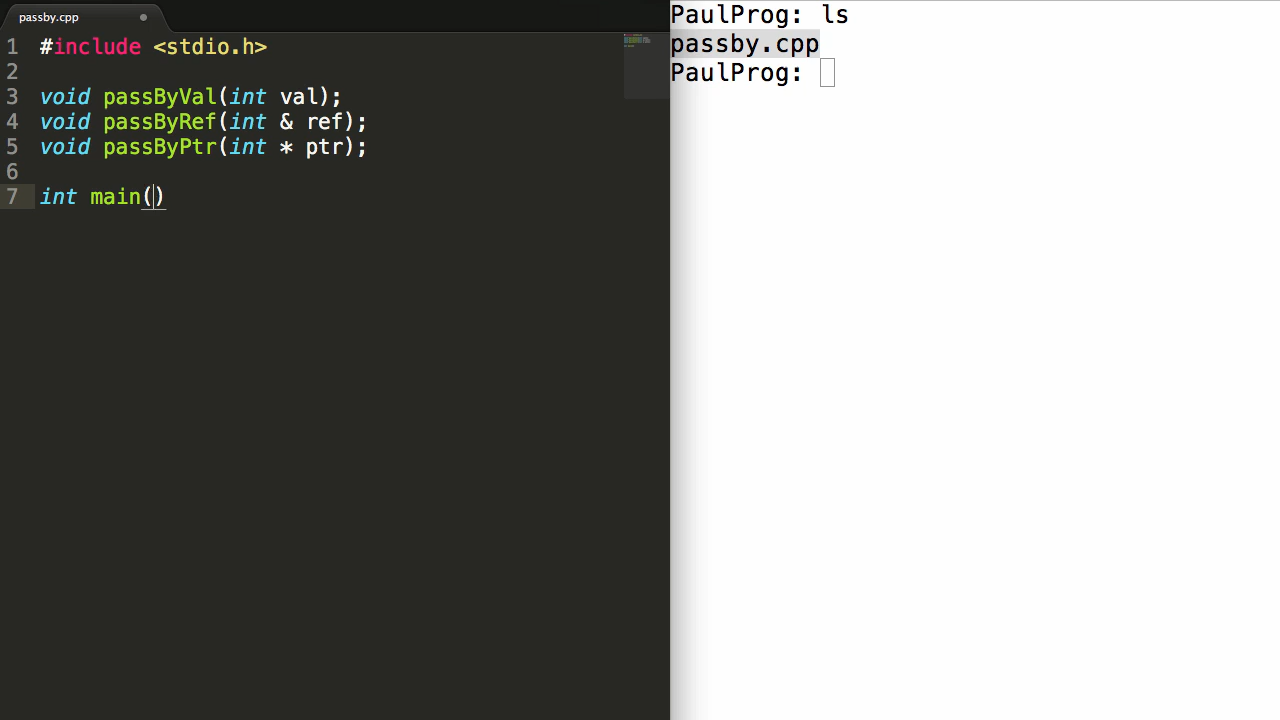 passby.cpp
1 #include <stdio.h>
2
3 void passByVal(int val);
4 void passByRef(int & ref);
5 void passByPtr(int * ptr);
6
7 int main()
PaulProg: ls
passby.cpp
PaulProg: